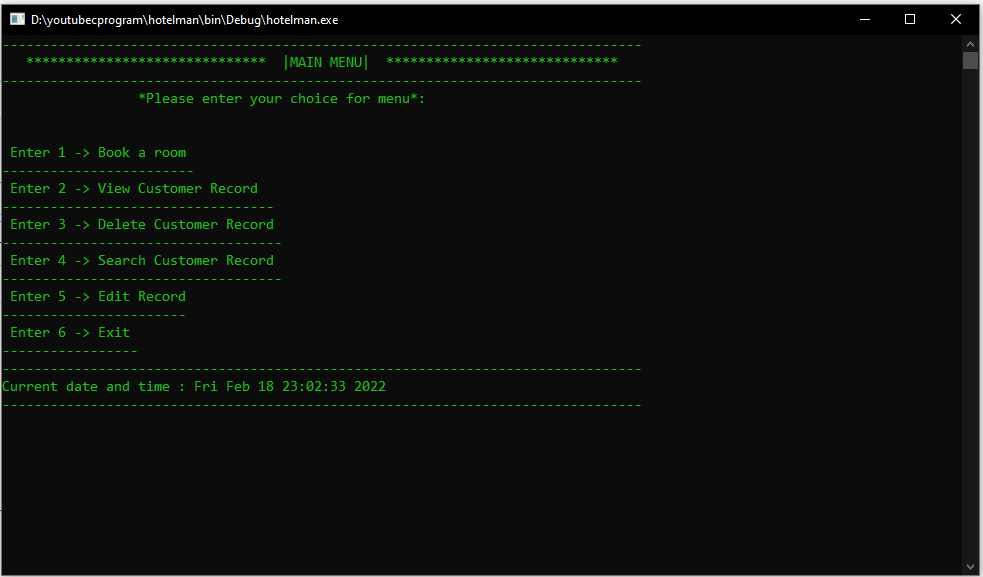 D:\youtubecprogram\hotelman\bin\Debug\hotelman.exe
--------------------------------------------------------------------------------
   ******************************  |MAIN MENU|  *****************************
--------------------------------------------------------------------------------
                 *Please enter your choice for menu*:
 Enter 1 -> Book a room
------------------------
 Enter 2 -> View Customer Record
----------------------------------
 Enter 3 -> Delete Customer Record
-----------------------------------
 Enter 4 -> Search Customer Record
-----------------------------------
 Enter 5 -> Edit Record
-----------------------
 Enter 6 -> Exit
-----------------
--------------------------------------------------------------------------------
Current date and time : Fri Feb 18 23:02:33 2022
--------------------------------------------------------------------------------